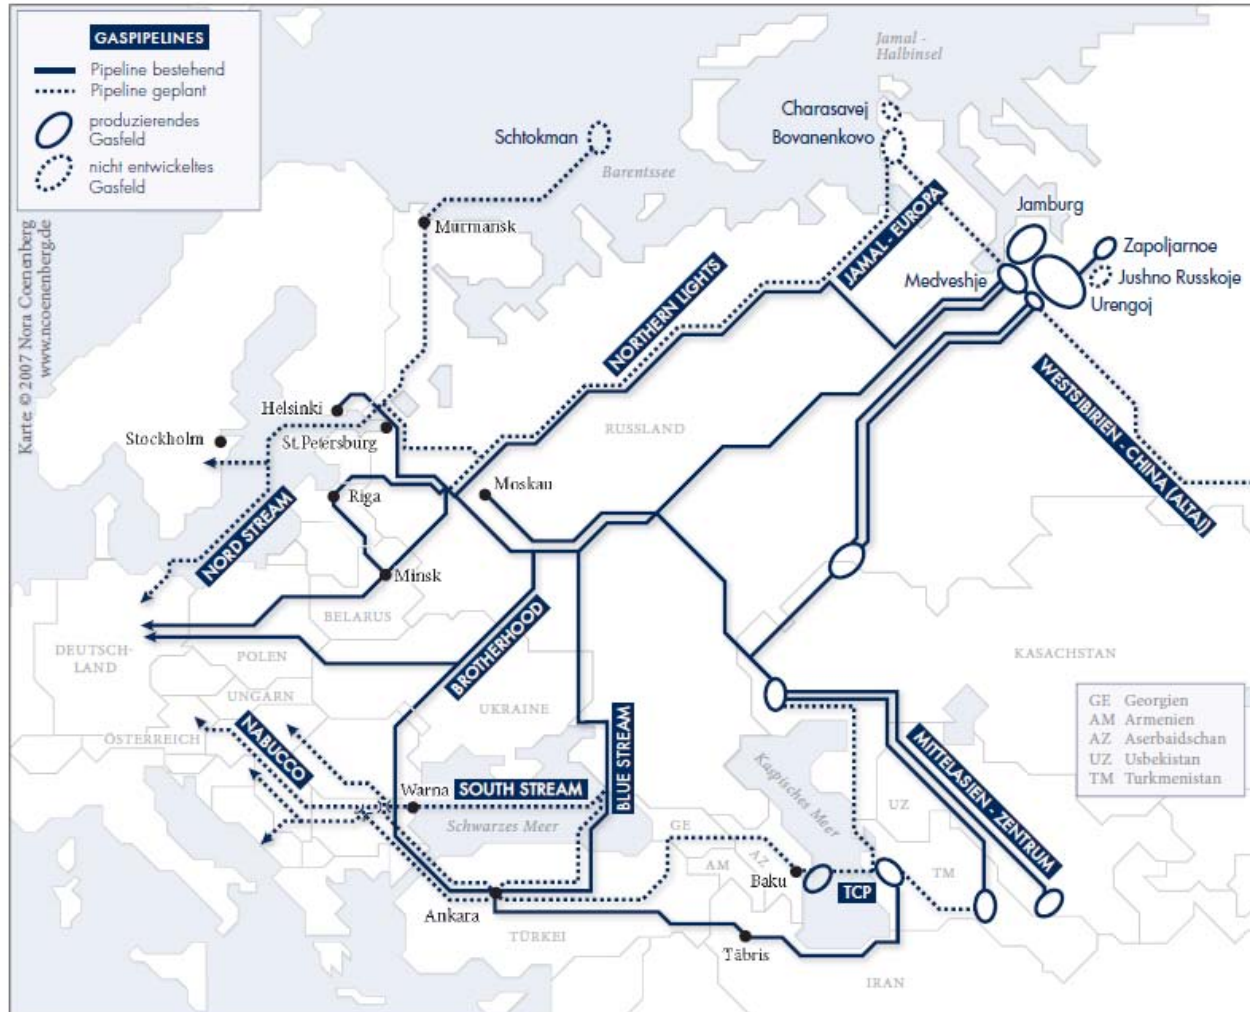 GASPIPELINES
Pipeline bestehend
Pipeline geplant
produzierendes
Gasfeld
nicht entwickeltes
Gasfeld
Karte: © 2007 Nora Coenenberg
www.ncoenenberg.de
Jamal -
Halbinsel
Charasavej
Bovanenkovo
Schtokman
Barentssee
Murmansk
Jamburg
Zapoljarnoe
Jushno Russkoje
Urengoj
Medveshje
JAMAL - EUROPA
NORTHERN LIGHTS
WESTSIBIRIEN - CHINA (ALTAJ)
Helsinki
St.Petersburg
Stockholm
RUSSLAND
Riga
Moskau
NORD STREAM
Minsk
BELARUS
DEUTSCH-
LAND
POLEN
BROTHERHOOD
UNGARN
UKRAINE
KASACHSTAN
ÖSTERREICH
NABUCCO
Warna
SOUTH STREAM
BLUE STREAM
Schwarzes Meer
Kaspisches Meer
MITTELASIEN - ZENTRUM
GE Georgien
AM Armenien
AZ Aserbaidschan
UZ Usbekistan
TM Turkmenistan
UZ
GE
AM
AZ
Baku
TCP
TM
Ankara
TÜRKEI
Täbris
IRAN